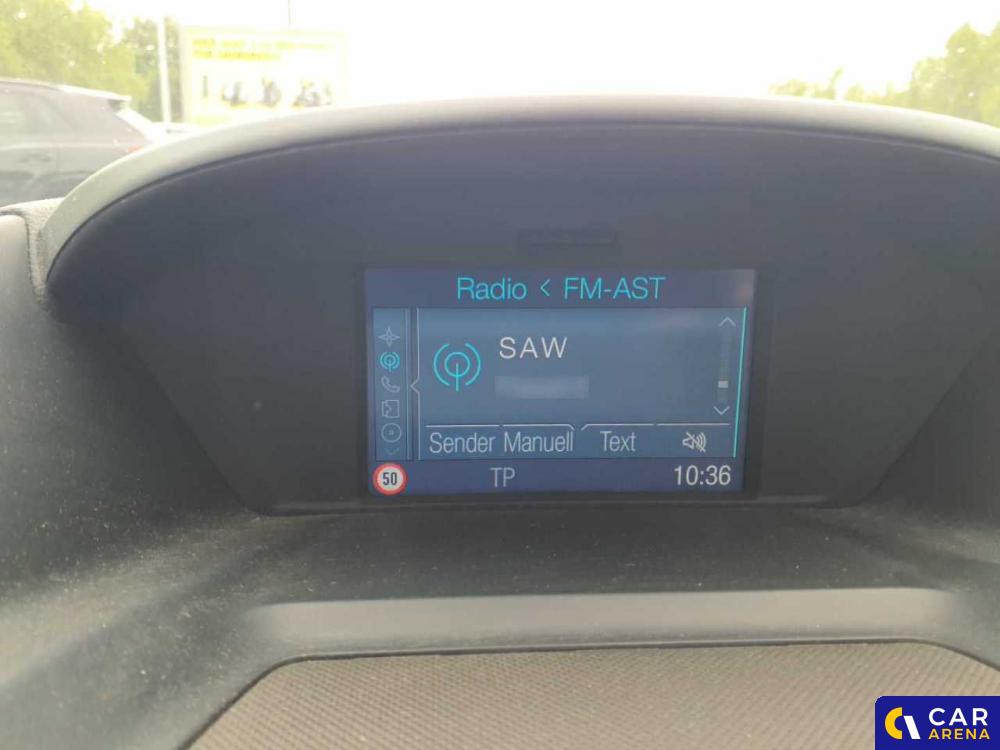 Radio < FM-AST
SAW
Sender Manuell Text
50 TP 10:36
CAR
ARENA